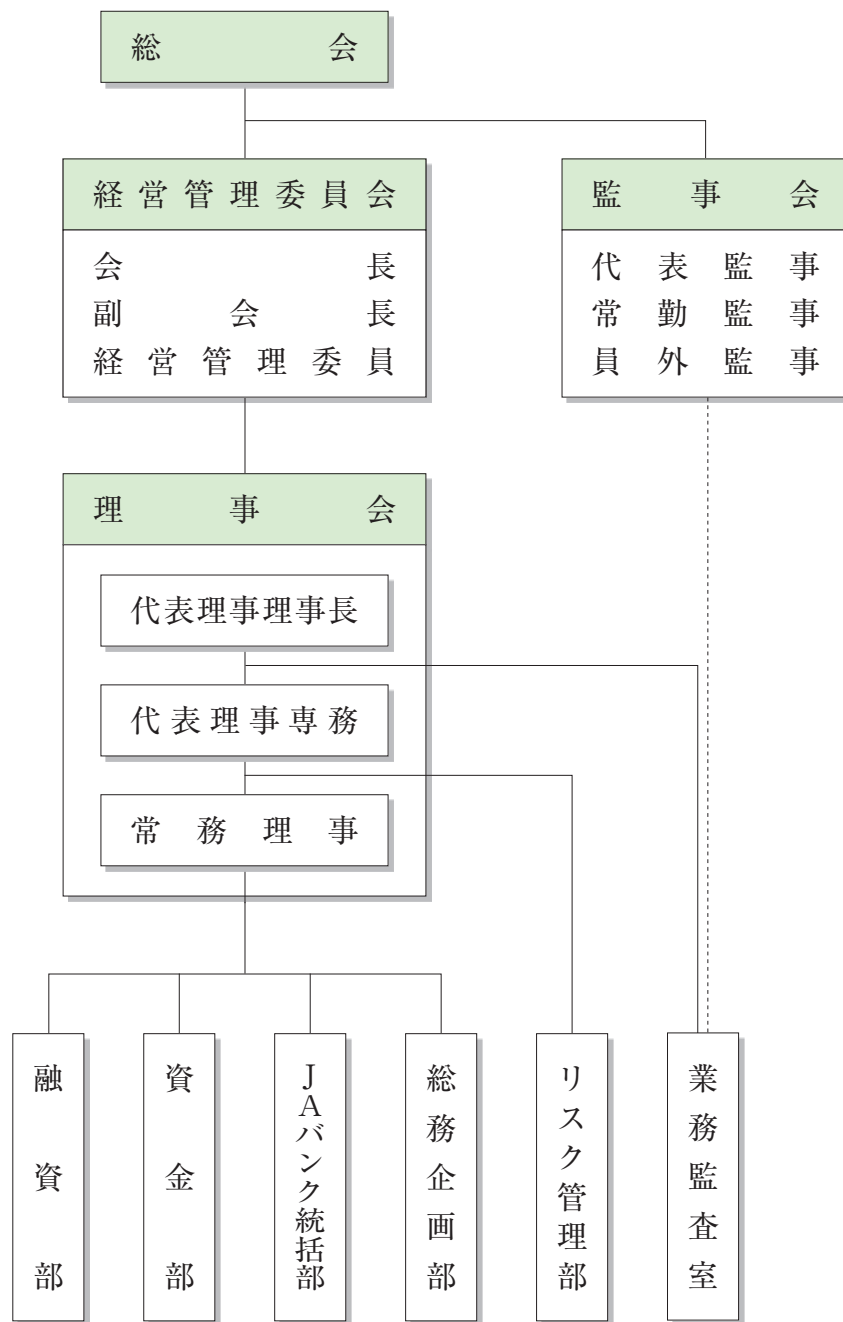 総会
経営管理委員会
会長
副会長
経営管理委員
監事会
代表監事
常勤監事
員外監事
理事会
代表理事理事長
代表理事専務
常務理事
融資部
資金部
JAバンク統括部
総務企画部
リスク管理部
業務監査室